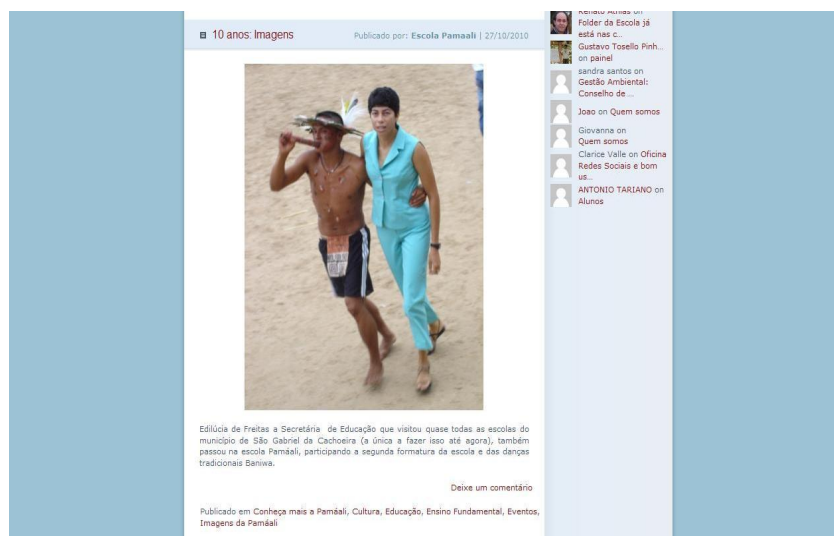 10 anos: Imagens
Publicado por: Escola Pamaali | 27/10/2010
Edilúcia de Freitas a Secretária de Educação que visitou quase todas as escolas do
município de São Gabriel da Cachoeira (a única a fazer isso até agora), também
passou na escola Pamáali, participando a segunda formatura da escola e das danças
tradicionais Baniwa.
Deixe um comentário
Publicado em Conheça mais a Pamáali, Cultura, Educação, Ensino Fundamental, Eventos,
Imagens da Pamáali
Renato Athias on
Folder da Escola já
está nas c...
Gustavo Tosello Pinh...
on painel
sandra santos on
Gestão Ambiental:
Conselho de ...
Joao on Quem somos
Giovanna on
Quem somos
Clarice Valle on Oficina
Redes Sociais e bom
us...
ANTONIO TARIANO on
Alunos